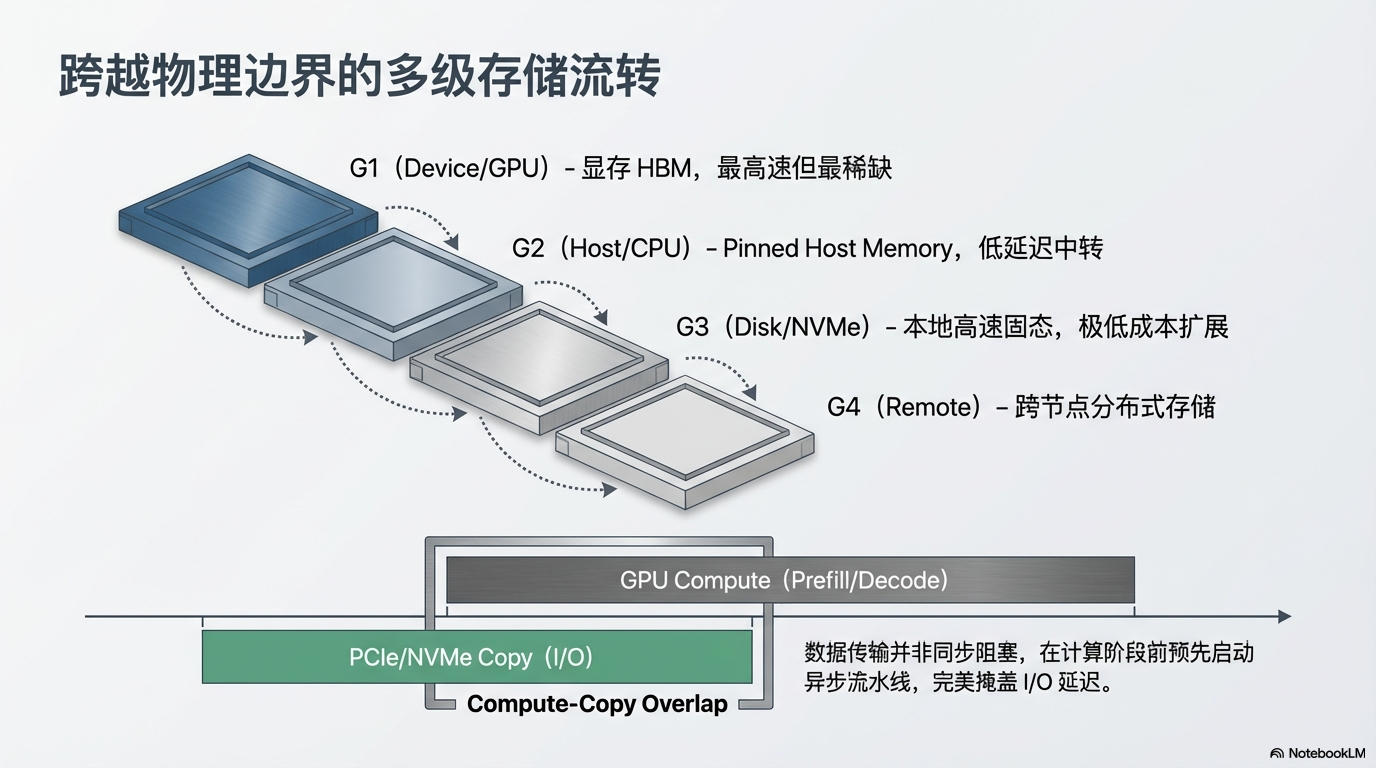 跨越物理边界的多级存储流转
G1（Device/GPU）– 显存 HBM，最高速但最稀缺
G2（Host/CPU）– Pinned Host Memory，低延迟中转
G3（Disk/NVMe）– 本地高速固态，极低成本扩展
G4（Remote）– 跨节点分布式存储
GPU Compute（Prefill/Decode）
PCIe/NVMe Copy（I/O）
Compute-Copy Overlap
数据传输并非同步阻塞，在计算阶段前预先启动
异步流水线，完美掩盖 I/O 延迟。
NotebookLM